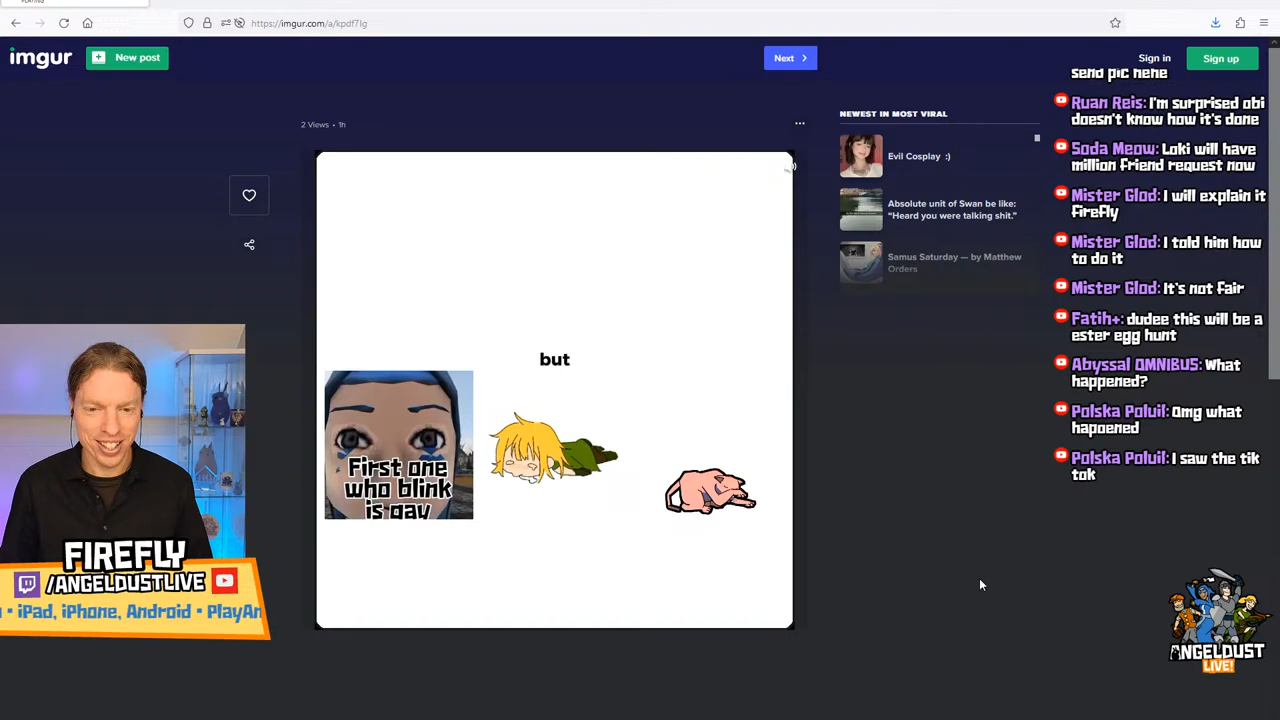 https://imgur.com/a/kpdf7Ig
imgur
New post
Next
Sign in
Sign up
2 Views • 1h
NEWEST IN MOST VIRAL
Evil Cosplay :)
Absolute unit of Swan be like:
“Heard you were talking shit.”
Samus Saturday — by Matthew
Orders
but
First one
who blink
is gay
send pic hehe
Ruan Reis: I'm surprised obi
doesn't know how it's done
Soda Meow: Loki will have
million friend request now
Mister Glod: I will explain it
firefly
Mister Glod: I told him how
to do it
Mister Glod: It's not fair
Fatih+: dudee this will be a
ester egg hunt
Abyssal OMNIBUS: What
happened?
Polska Poluil: Omg what
hapoened
Polska Poluil: I saw the tik
tok
FIREFLY
/ANGELDUSTLIVE
• iPad, iPhone, Android • PlayAn
ANGELDUST
LIVE!